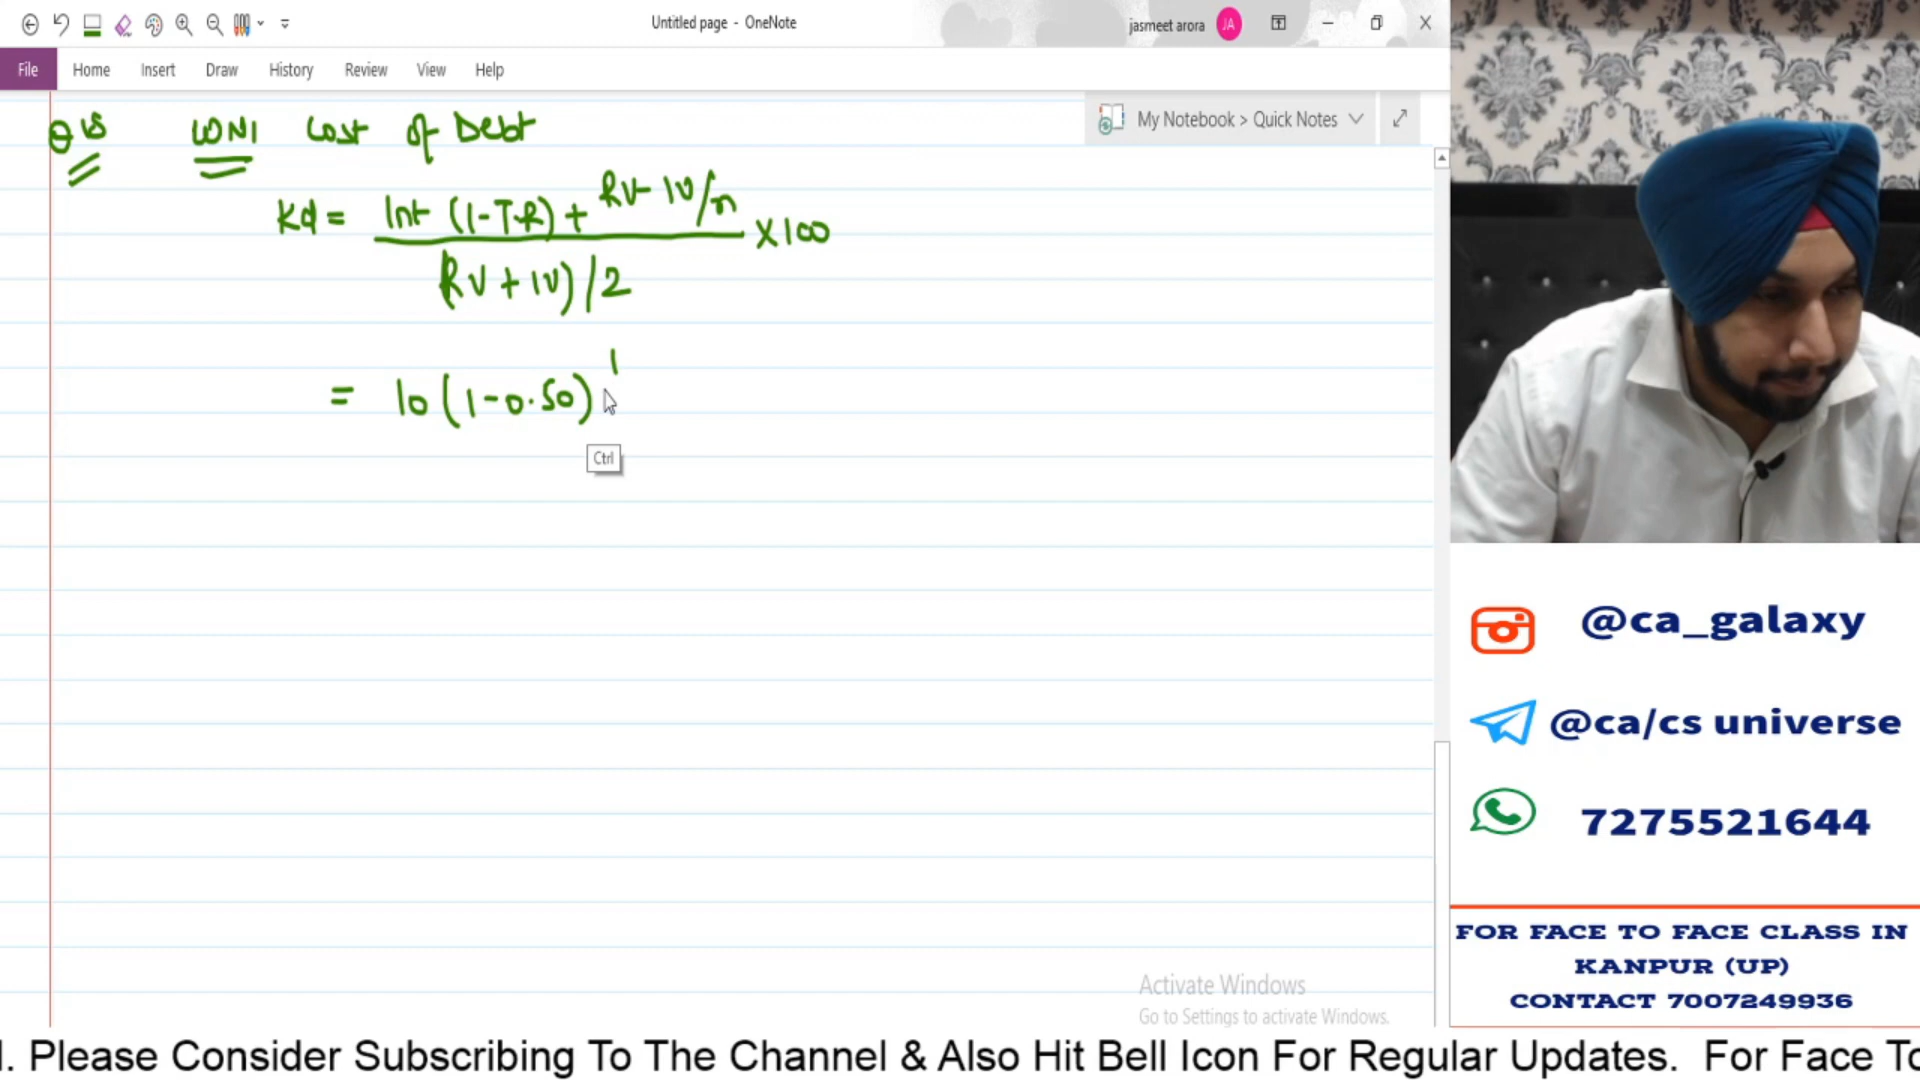 Untitled page - OneNote
jasmeet arora JA
File Home Insert Draw History Review View Help
My Notebook > Quick Notes
WN1 Cost of Debt
Kd = Int (1-T.R) + RV-IV/n
X100
(RV + IV) / 2
= 10 (1-0.50)
Ctrl
@ca_galaxy
@ca/cs universe
7275521644
FOR FACE TO FACE CLASS IN
KANPUR (UP)
CONTACT 7007249936
Activate Windows
Go to Settings to activate Windows.
. Please Consider Subscribing To The Channel & Also Hit Bell Icon For Regular Updates. For Face To